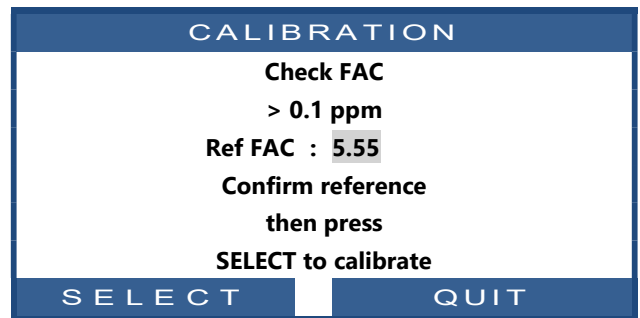 CALIBRATION
Check FAC
> 0.1 ppm
Ref FAC : 5.55
Confirm reference
then press
SELECT to calibrate
SELECT QUIT